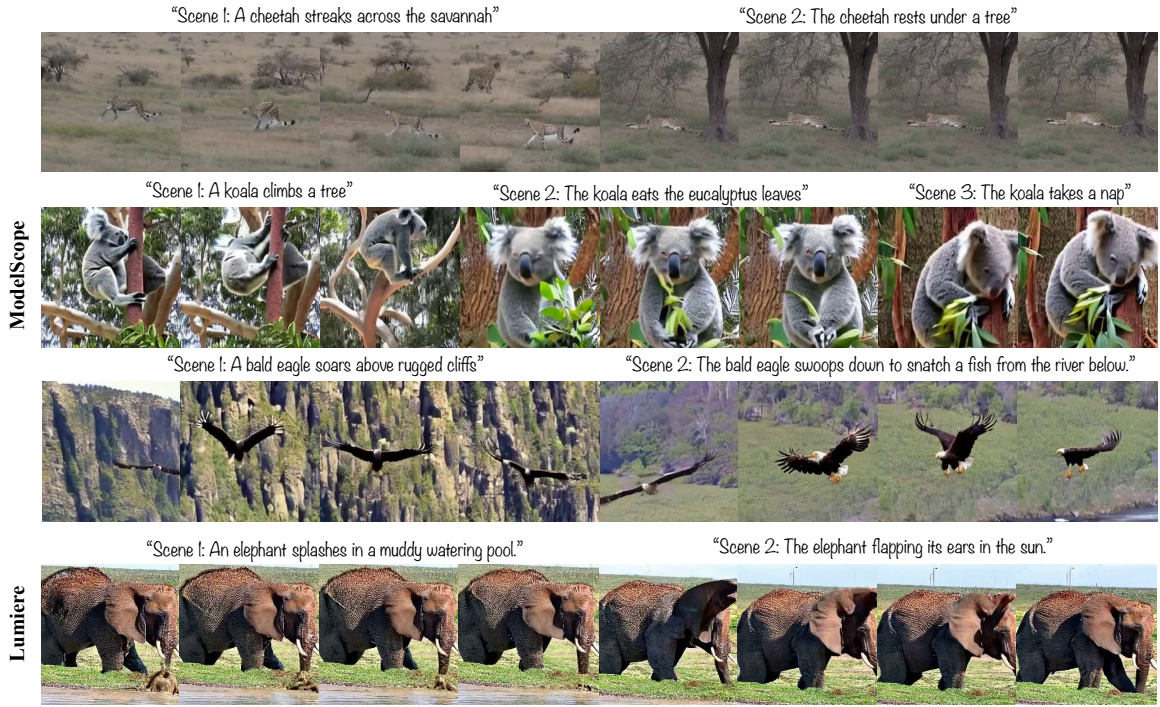 “Scene 1: A cheetah streaks across the savannah”
“Scene 2: The cheetah rests under a tree”
“Scene 1: A koala climbs a tree”
“Scene 2: The koala eats the eucalyptus leaves”
“Scene 3: The koala takes a nap”
ModelScope
“Scene 1: A bald eagle soars above rugged cliffs”
“Scene 2: The bald eagle swoops down to snatch a fish from the river below.”
“Scene 1: An elephant splashes in a muddy watering pool.”
“Scene 2: The elephant flapping its ears in the sun.”
Lumiere